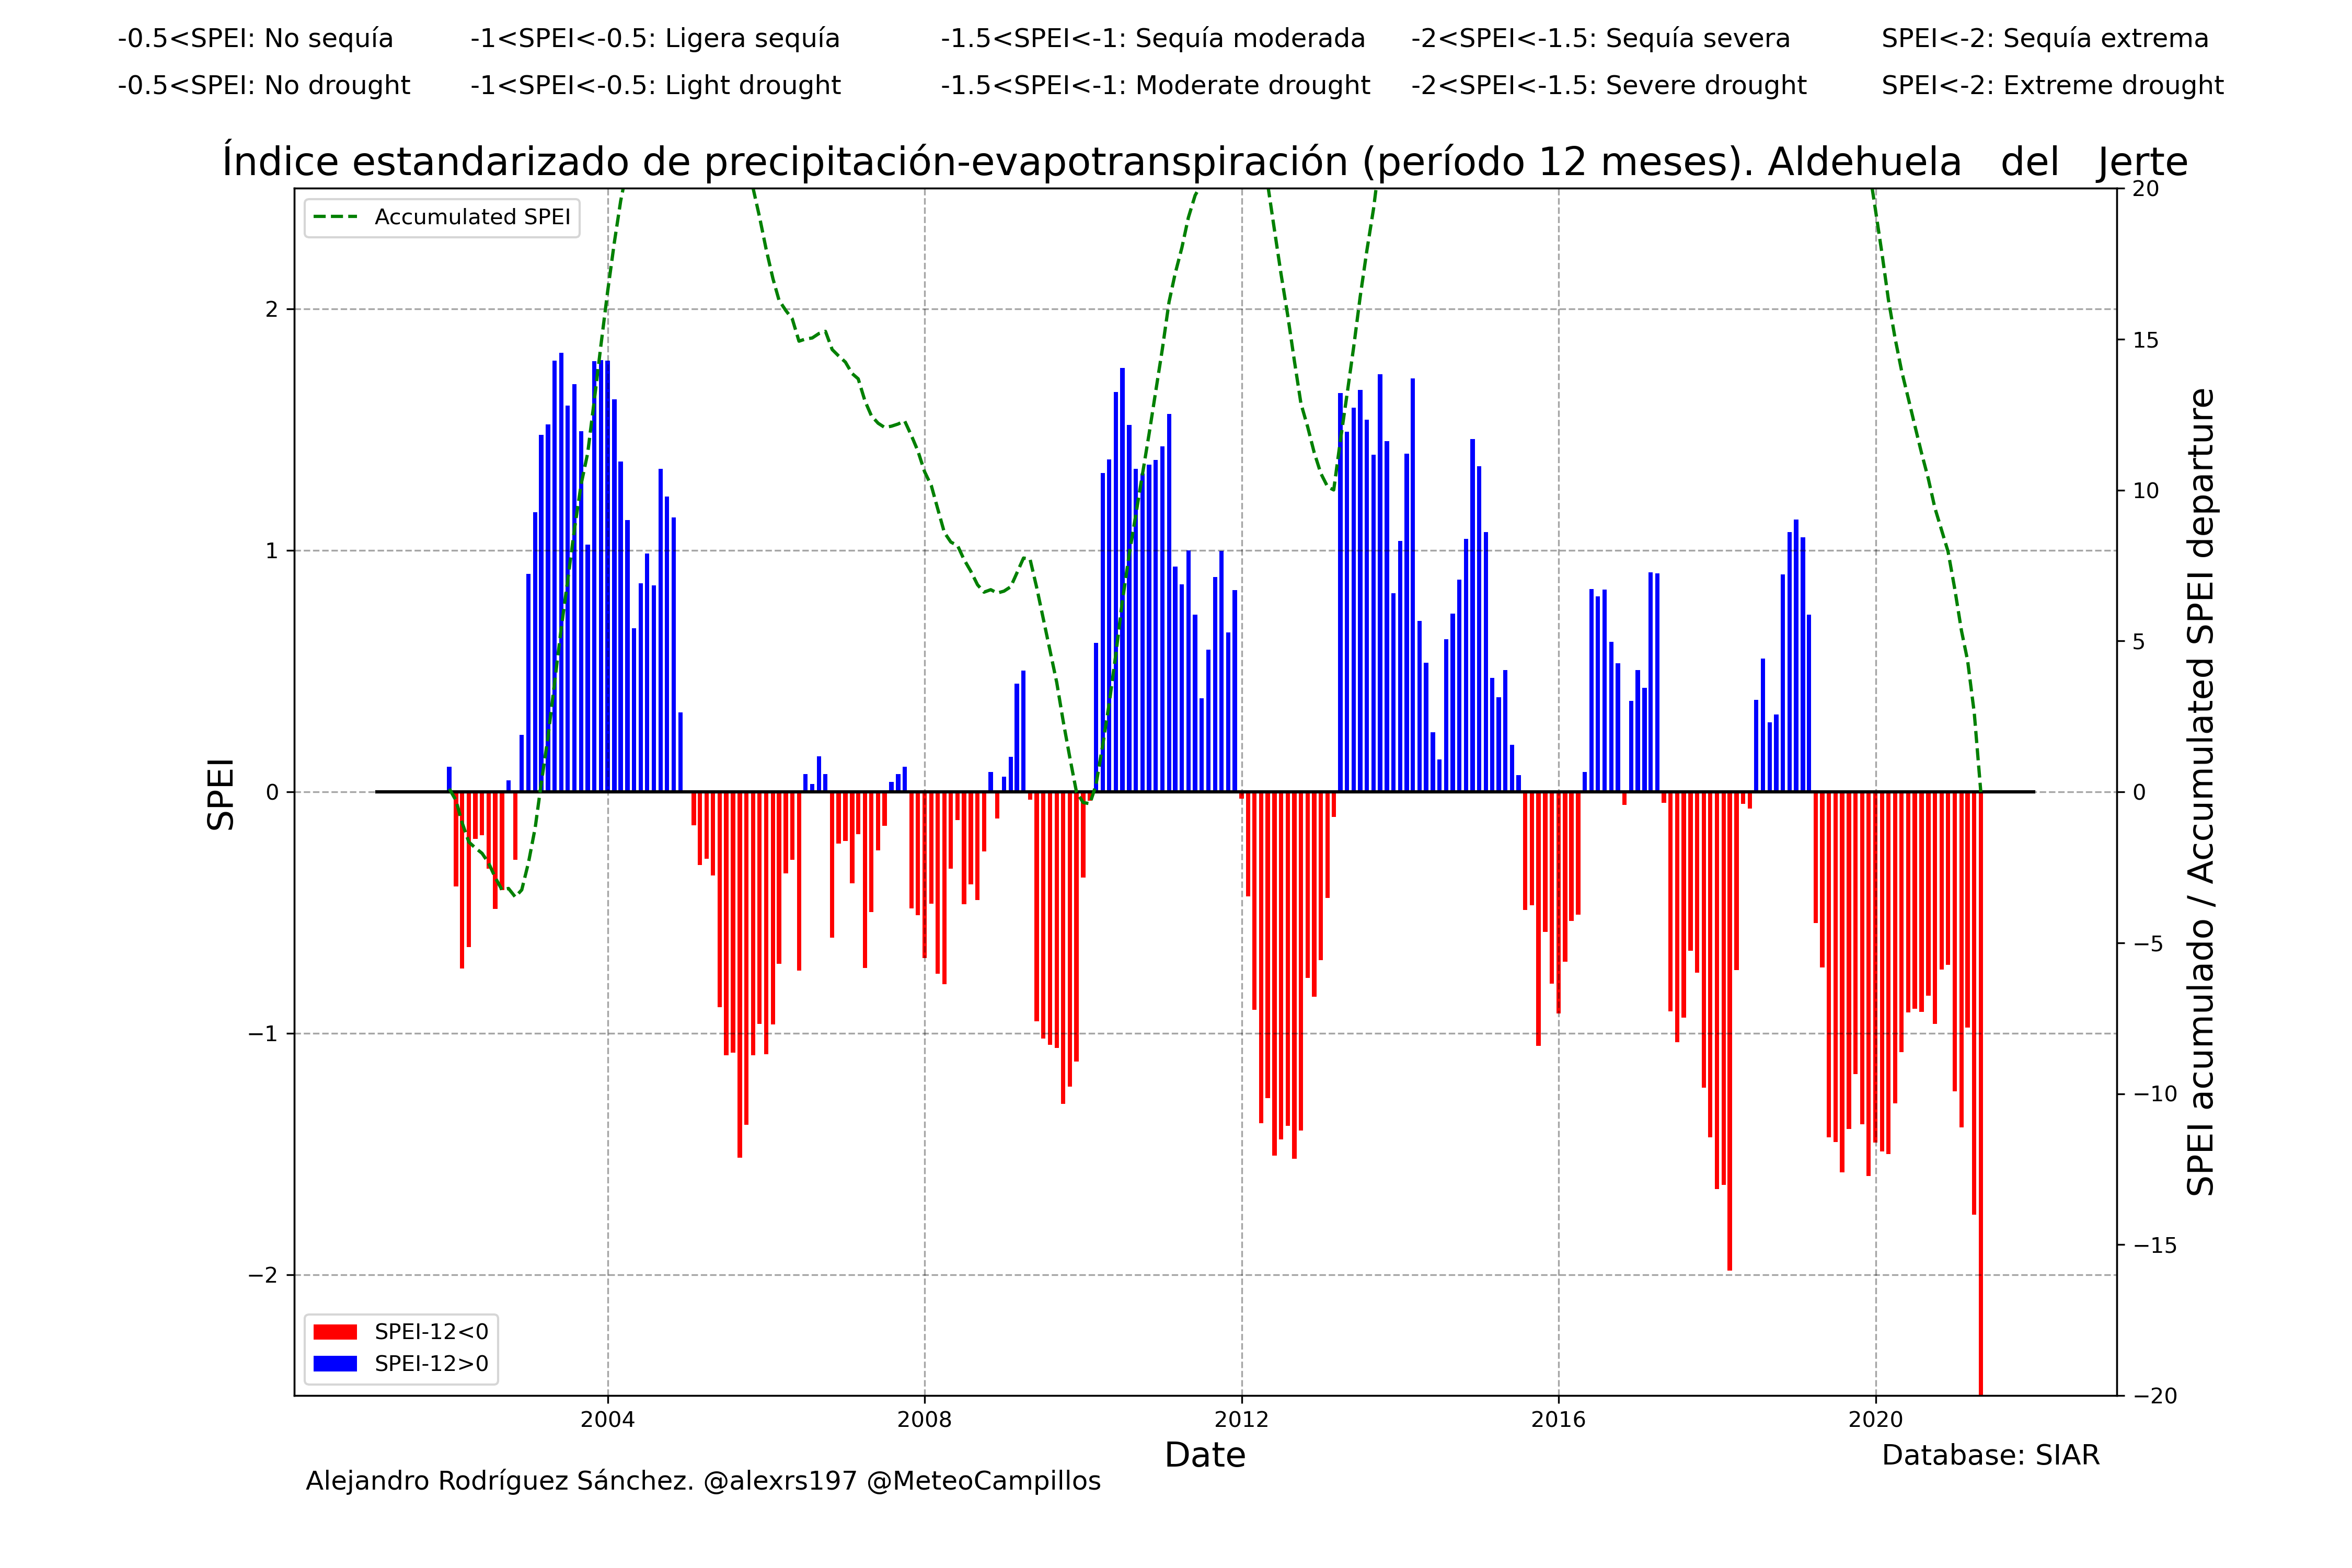 -0.5<SPEI: No sequía -1<SPEI<-0.5: Ligera sequía -1.5<SPEI<-1: Sequía moderada -2<SPEI<-1.5: Sequía severa SPEI<-2: Sequía extrema
-0.5<SPEI: No drought -1<SPEI<-0.5: Light drought -1.5<SPEI<-1: Moderate drought -2<SPEI<-1.5: Severe drought SPEI<-2: Extreme drought
Índice estandarizado de precipitación-evapotranspiración (período 12 meses). Aldehuela del Jerte
Accumulated SPEI
2
1
0
−1
−2
SPEI
20
15
10
5
0
−5
−10
−15
−20
SPEI acumulado / Accumulated SPEI departure
SPEI-12<0
SPEI-12>0
2004 2008 2012 2016 2020
Date
Database: SIAR
Alejandro Rodríguez Sánchez. @alexrs197 @MeteoCampillos